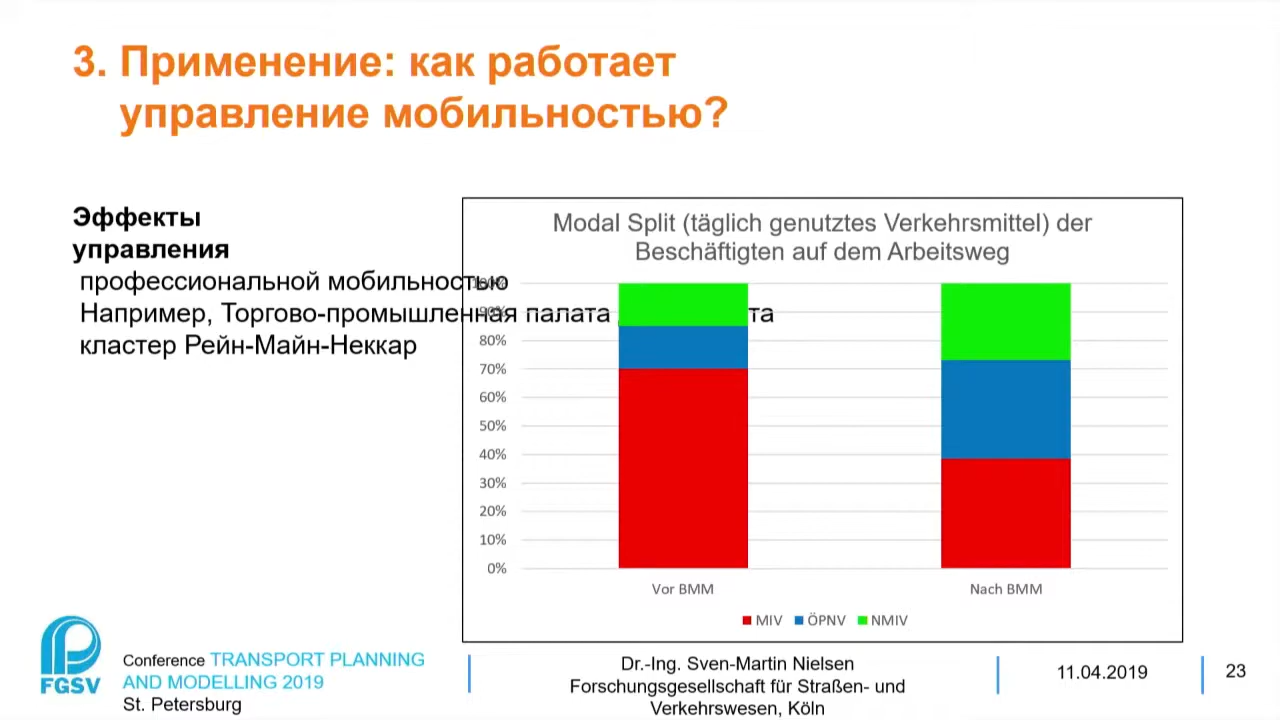 3. Применение: как работает
управление мобильностью?
Эффекты
управления
профессиональной мобильностью
Например, Торгово-промышленная палата
кластер Рейн-Майн-Неккар
Modal Split (täglich genutztes Verkehrsmittel) der
Beschäftigten auf dem Arbeitsweg
100%
90%
80%
70%
60%
50%
40%
30%
20%
10%
0%
Vor BMM
Nach BMM
MIV ÖPNV NMIV
FGSV
Conference TRANSPORT PLANNING
AND MODELLING 2019
St. Petersburg
Dr.-Ing. Sven-Martin Nielsen
Forschungsgesellschaft für Straßen- und
Verkehrswesen, Köln
11.04.2019
23